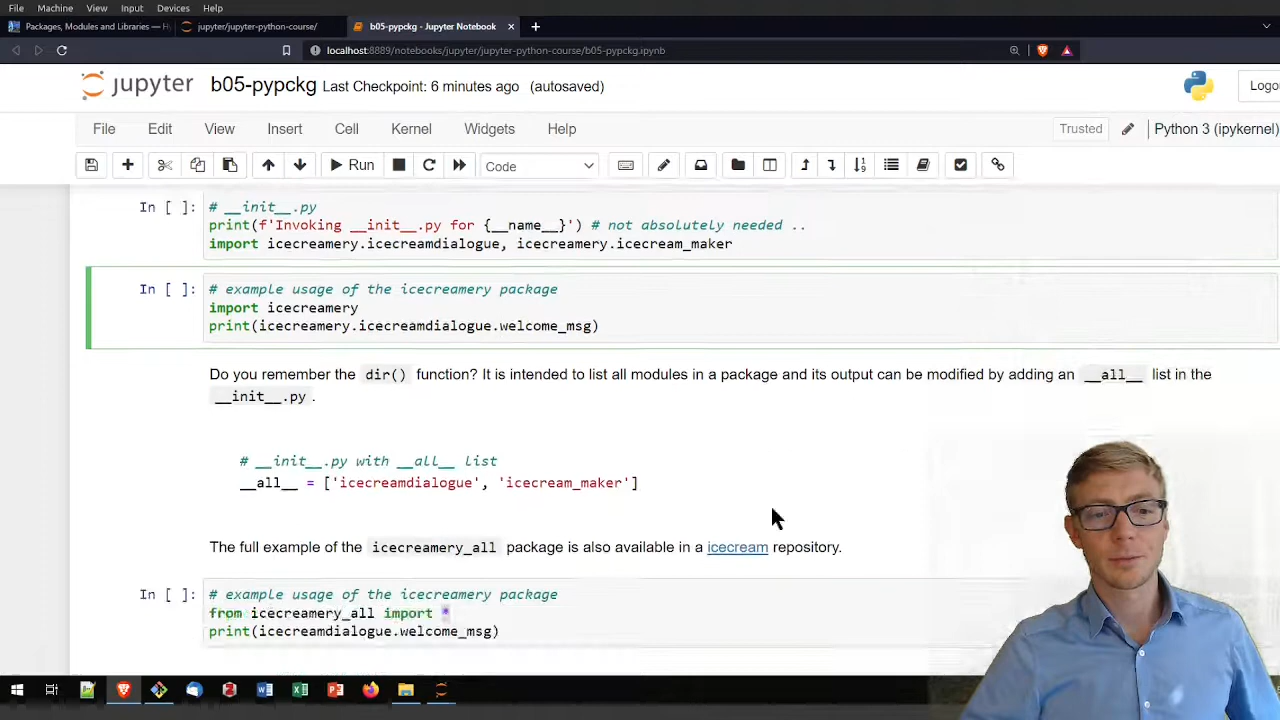 File Machine View Input Devices Help
Packages, Modules and Libraries — H
jupyter/jupyter-python-course/
b05-pypckg - Jupyter Notebook
localhost:8889/notebooks/jupyter/jupyter-python-course/b05-pypckg.ipynb
jupyter b05-pypckg Last Checkpoint: 6 minutes ago (autosaved)
Logo
File Edit View Insert Cell Kernel Widgets Help
Trusted
Python 3 (ipykernel)
Run
Code
In [ ]: # __init__.py
print(f'Invoking __init__.py for {__name__}') # not absolutely needed ..
import icecreamery.icecreamdialogue, icecreamery.icecream_maker
In [ ]: # example usage of the icecreamery package
import icecreamery
print(icecreamery.icecreamdialogue.welcome_msg)
Do you remember the dir() function? It is intended to list all modules in a package and its output can be modified by adding an __all__ list in the
__init__.py .
# __init__.py with __all__ List
__all__ = ['icecreamdialogue', 'icecream_maker']
The full example of the icecreamery_all package is also available in a icecream repository.
In [ ]: # example usage of the icecreamery package
from icecreamery_all import *
print(icecreamdialogue.welcome_msg)